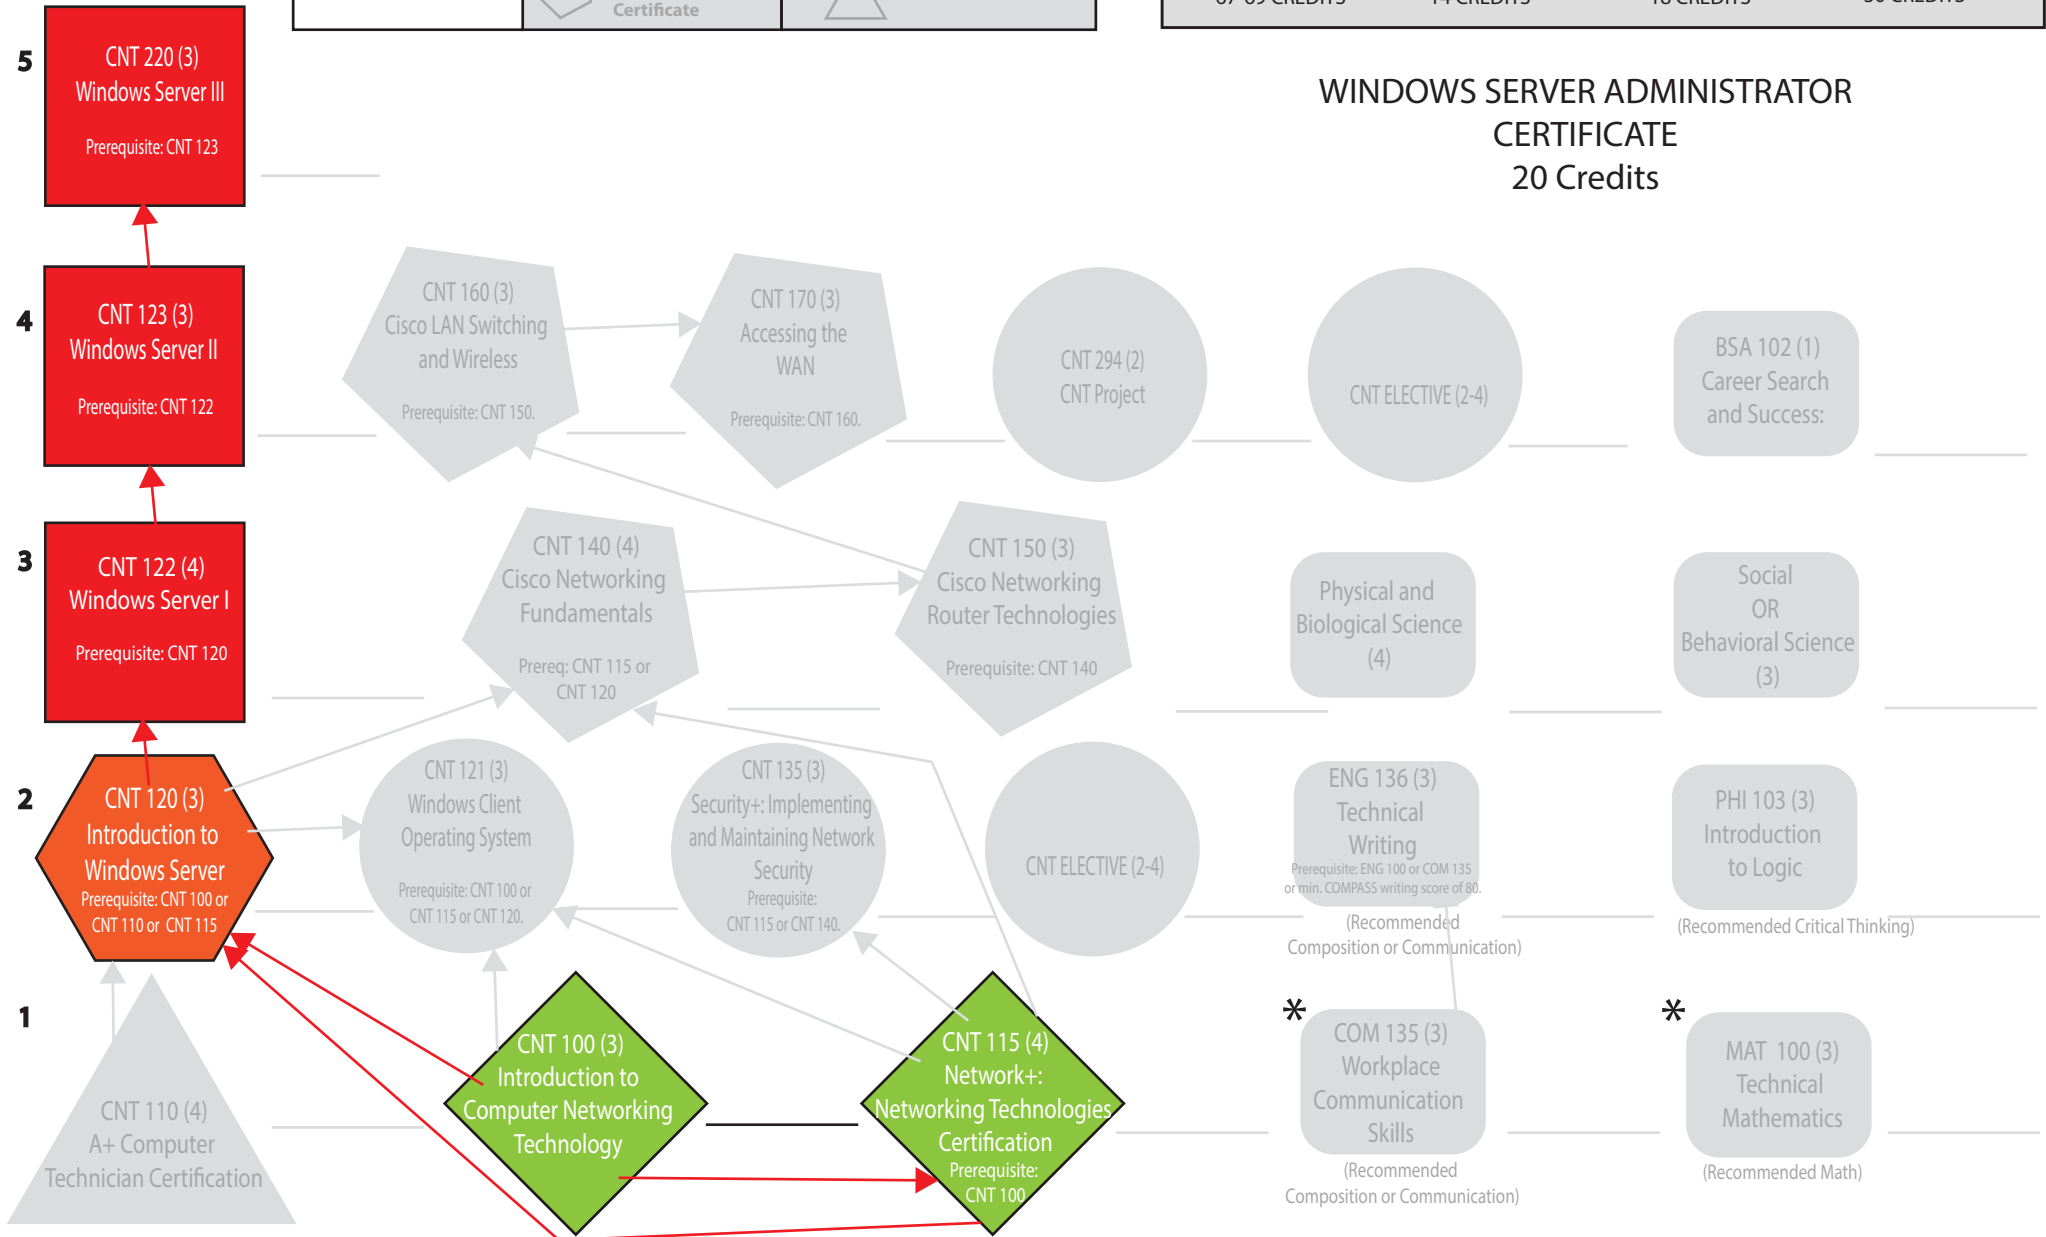 Certificate
WINDOWS SERVER ADMINISTRATOR
CERTIFICATE
20 Credits
5
CNT 220 (3)
Windows Server III
Prerequisite: CNT 123
4
CNT 123 (3)
Windows Server II
Prerequisite: CNT 122
CNT 160 (3)
Cisco LAN Switching
and Wireless
Prerequisite: CNT 150.
CNT 170 (3)
Accessing the
WAN
Prerequisite: CNT 160.
CNT 294 (2)
CNT Project
CNT ELECTIVE (2-4)
BSA 102 (1)
Career Search
and Success:
3
CNT 122 (4)
Windows Server I
Prerequisite: CNT 120
CNT 140 (4)
Cisco Networking
Fundamentals
Prereq: CNT 115 or
CNT 120
CNT 150 (3)
Cisco Networking
Router Technologies
Prerequisite: CNT 140
Physical and
Biological Science
(4)
Social
OR
Behavioral Science
(3)
2
CNT 120 (3)
Introduction to
Windows Server
Prerequisite: CNT 100 or
CNT 110 or CNT 115
CNT 121 (3)
Windows Client
Operating System
Prerequisite: CNT 100 or
CNT 115 or CNT 120.
CNT 135 (3)
Security+: Implementing
and Maintaining Network
Security
Prerequisite:
CNT 115 or CNT 140.
CNT ELECTIVE (2-4)
ENG 136 (3)
Technical
Writing
Prerequisite: ENG 100 or COM 135
or min. COMPASS writing score of 80.
(Recommended
Composition or Communication)
PHI 103 (3)
Introduction
to Logic
(Recommended Critical Thinking)
1
CNT 110 (4)
A+ Computer
Technician Certification
CNT 100 (3)
Introduction to
Computer Networking
Technology
CNT 115 (4)
Network+:
Networking Technologies
Certification
Prerequisite:
CNT 100
*
COM 135 (3)
Workplace
Communication
Skills
(Recommended
Composition or Communication)
*
MAT 100 (3)
Technical
Mathematics
(Recommended Math)